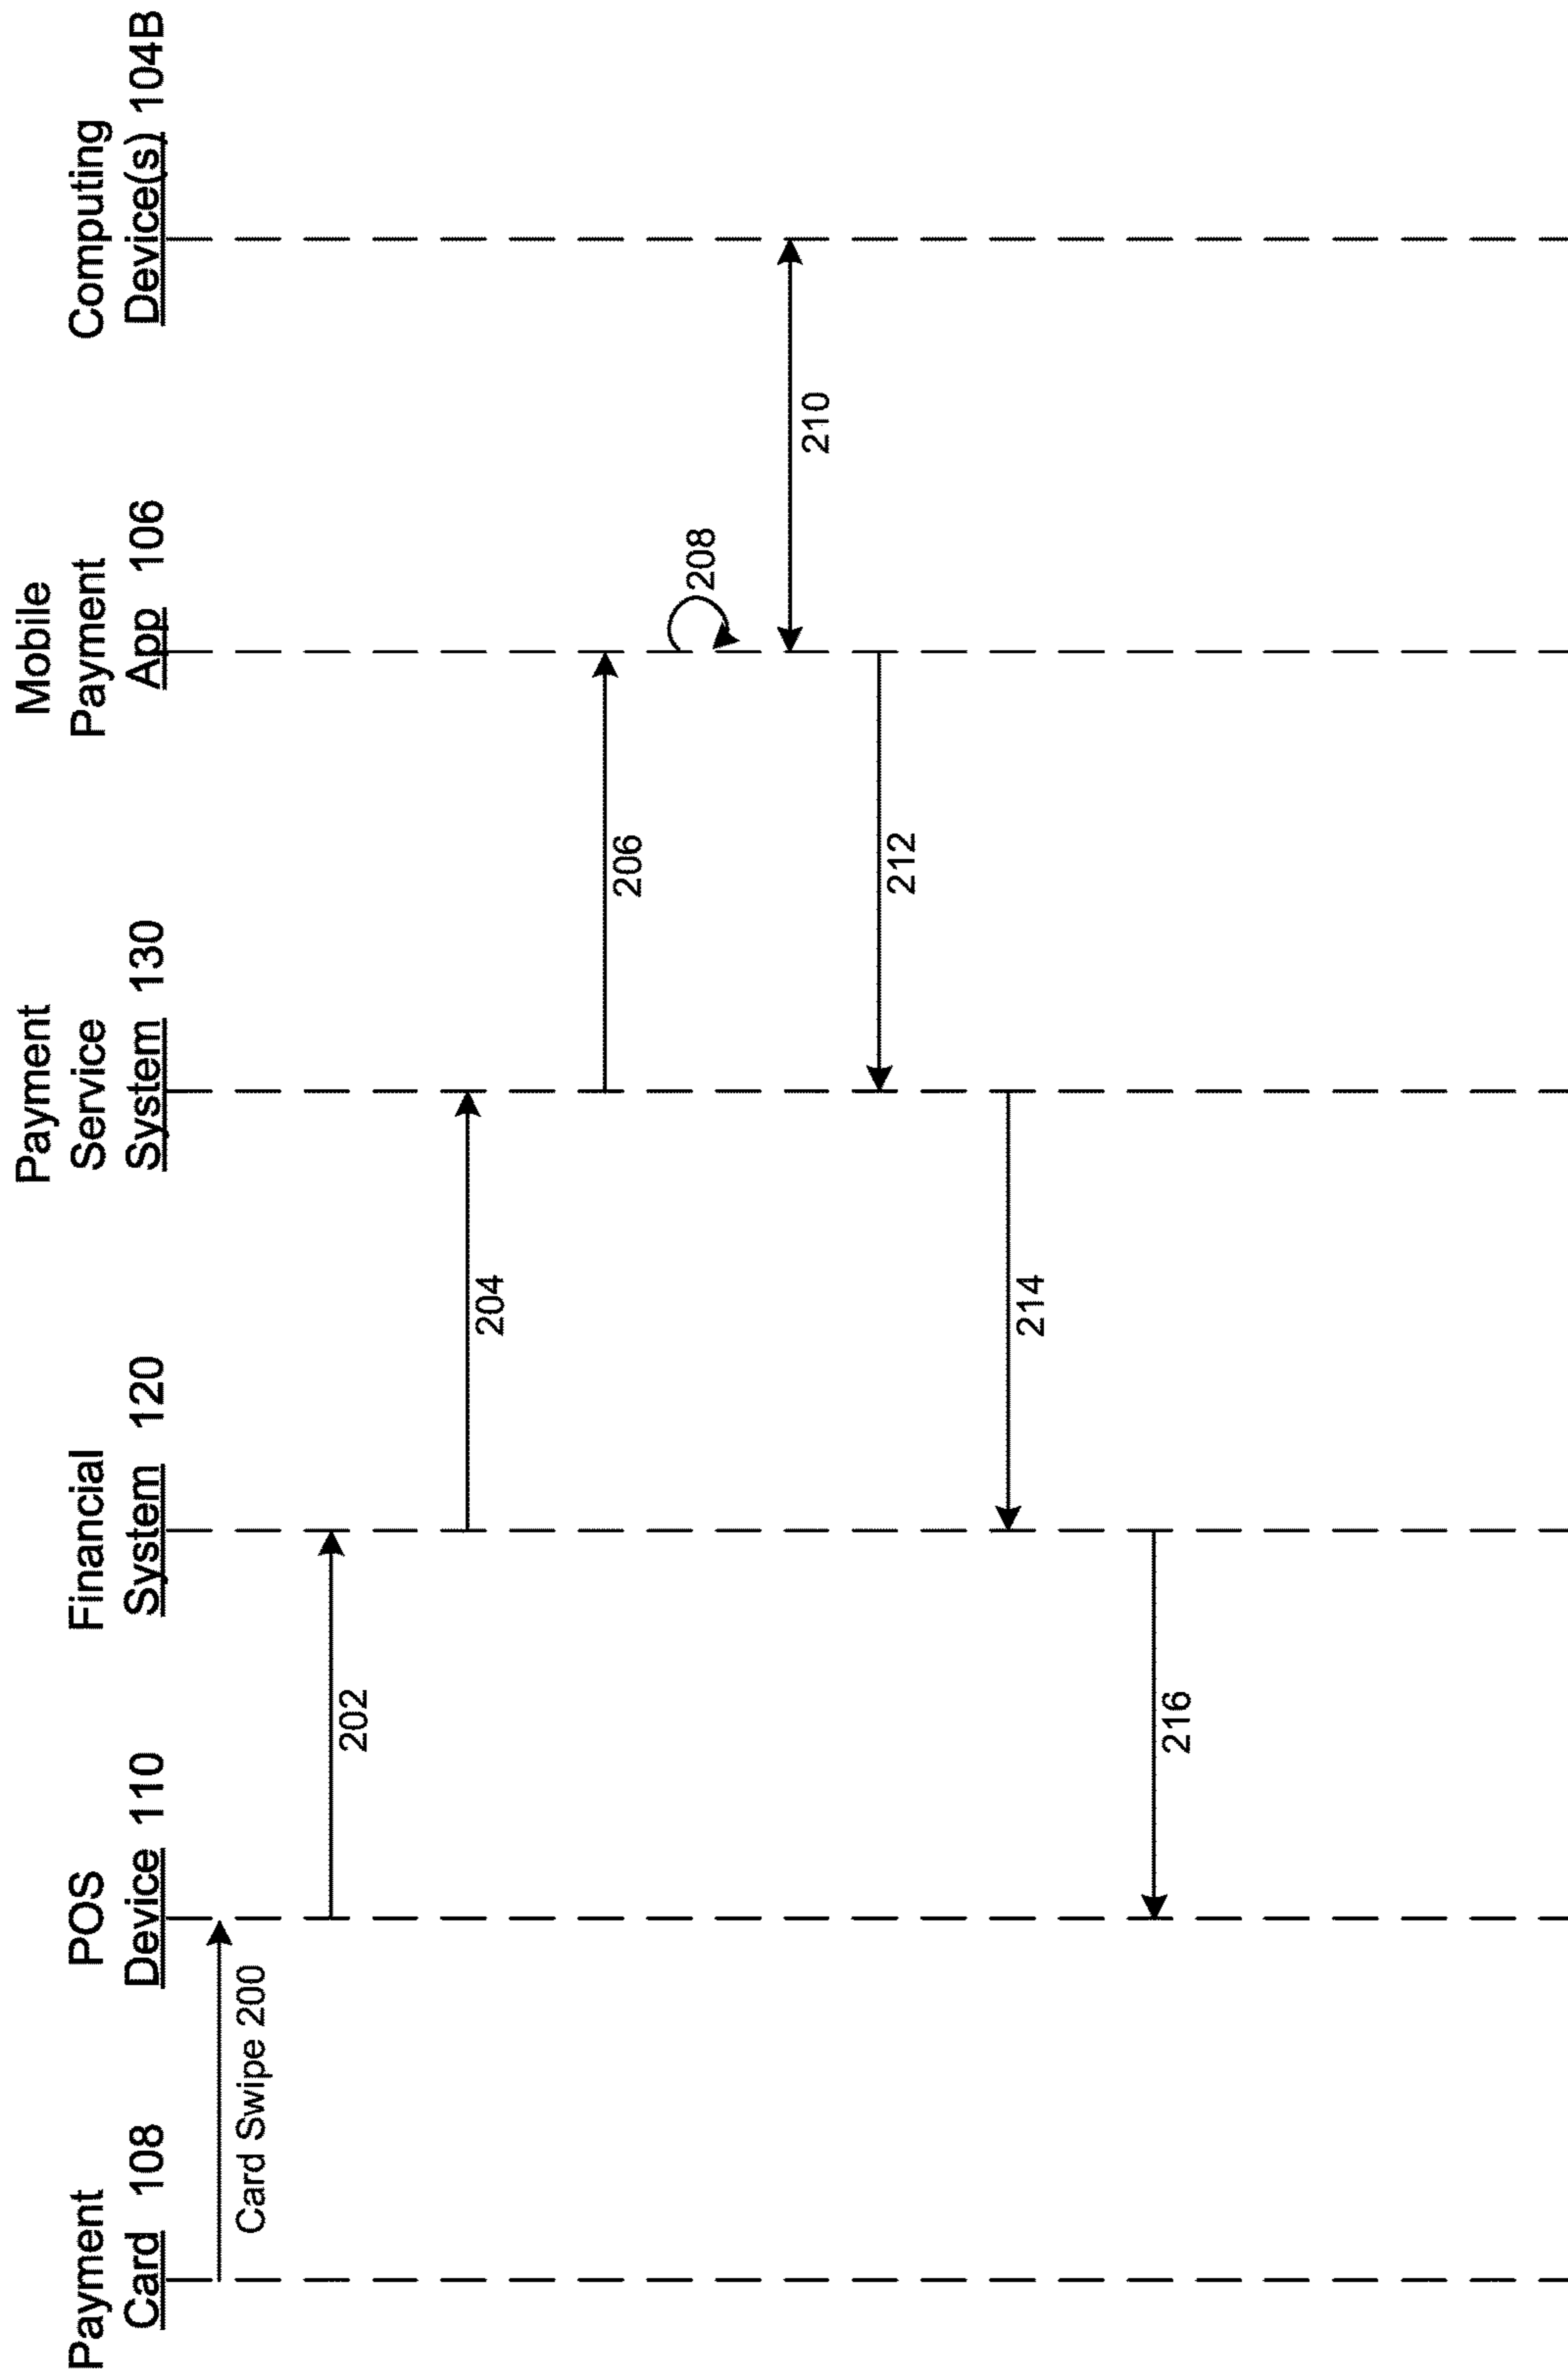 Payment
Card 108
POS
Device 110
Financial
System 120
Payment
Service
System 130
Mobile
Payment
App 106
Computing
Device(s) 104B
Card Swipe 200
202
204
206
208
210
212
214
216